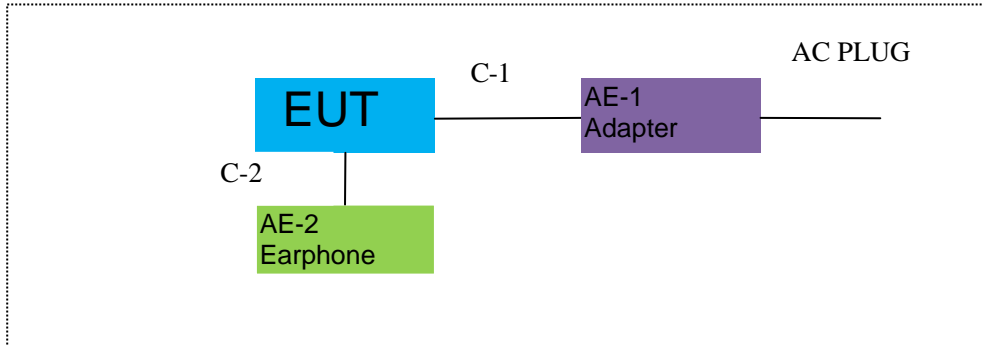 AC PLUG
C-1
EUT
AE-1
Adapter
C-2
AE-2
Earphone